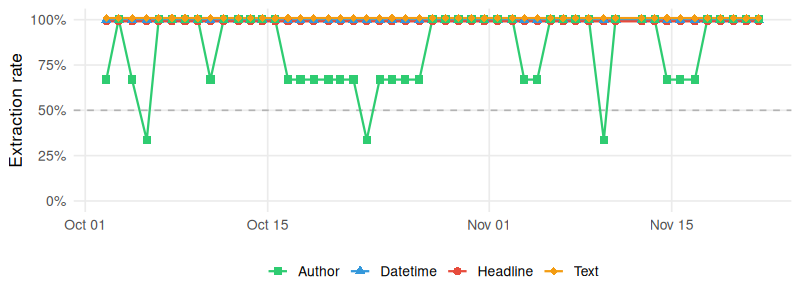 Extraction rate
100%
75%
50%
25%
0%
Oct 01 Oct 15 Nov 01 Nov 15
Author Datetime Headline Text